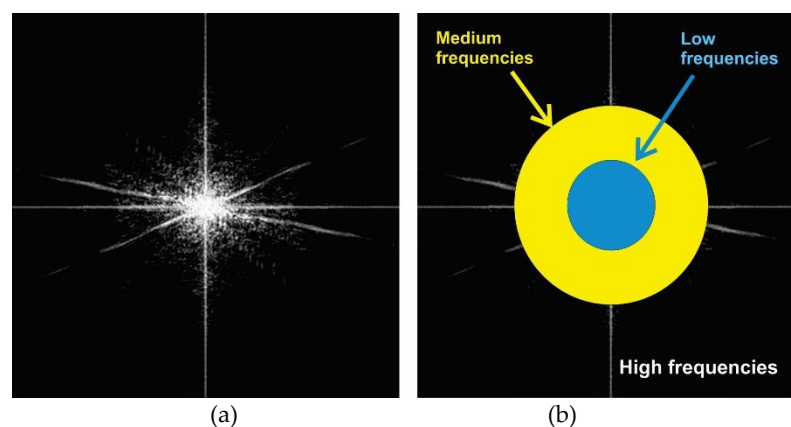 Medium
frequencies
Low
frequencies
High frequencies
(a)
(b)